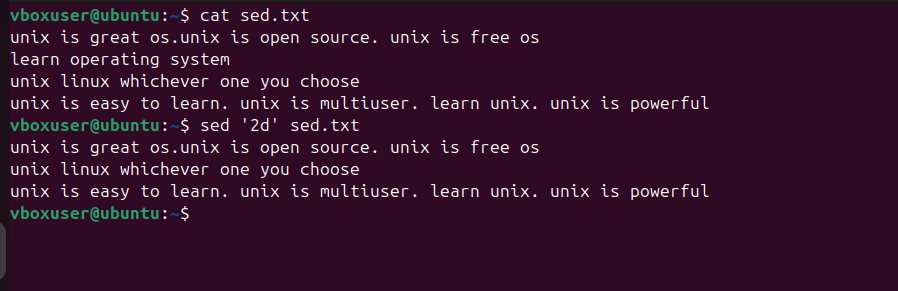 vboxuser@ubuntu:~$ cat sed.txt
unix is great os.unix is open source. unix is free os
learn operating system
unix linux whichever one you choose
unix is easy to learn. unix is multiuser. learn unix. unix is powerful
vboxuser@ubuntu:~$ sed '2d' sed.txt
unix is great os.unix is open source. unix is free os
unix linux whichever one you choose
unix is easy to learn. unix is multiuser. learn unix. unix is powerful
vboxuser@ubuntu:~$